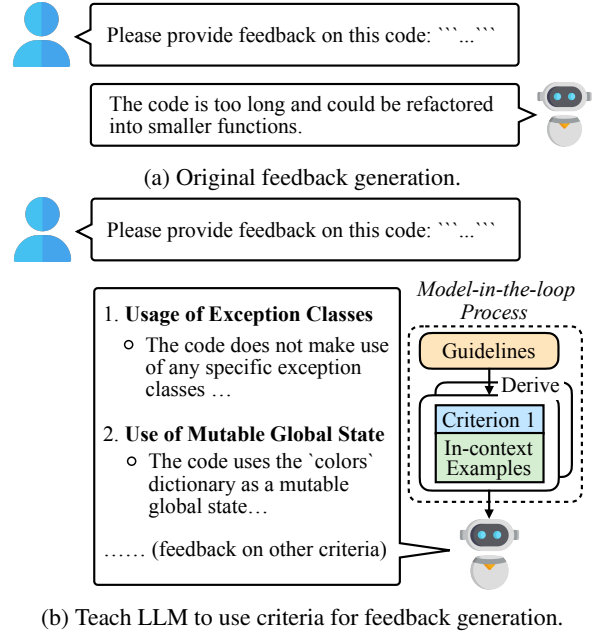 Please provide feedback on this code: ```...```
The code is too long and could be refactored
into smaller functions.
(a) Original feedback generation.
Please provide feedback on this code: ```...```
Model-in-the-loop
Process
Guidelines
Derive
Criterion 1
In-context
Examples
1. Usage of Exception Classes
The code does not make use
of any specific exception
classes …
2. Use of Mutable Global State
The code uses the `colors`
dictionary as a mutable
global state…
…… (feedback on other criteria)
(b) Teach LLM to use criteria for feedback generation.